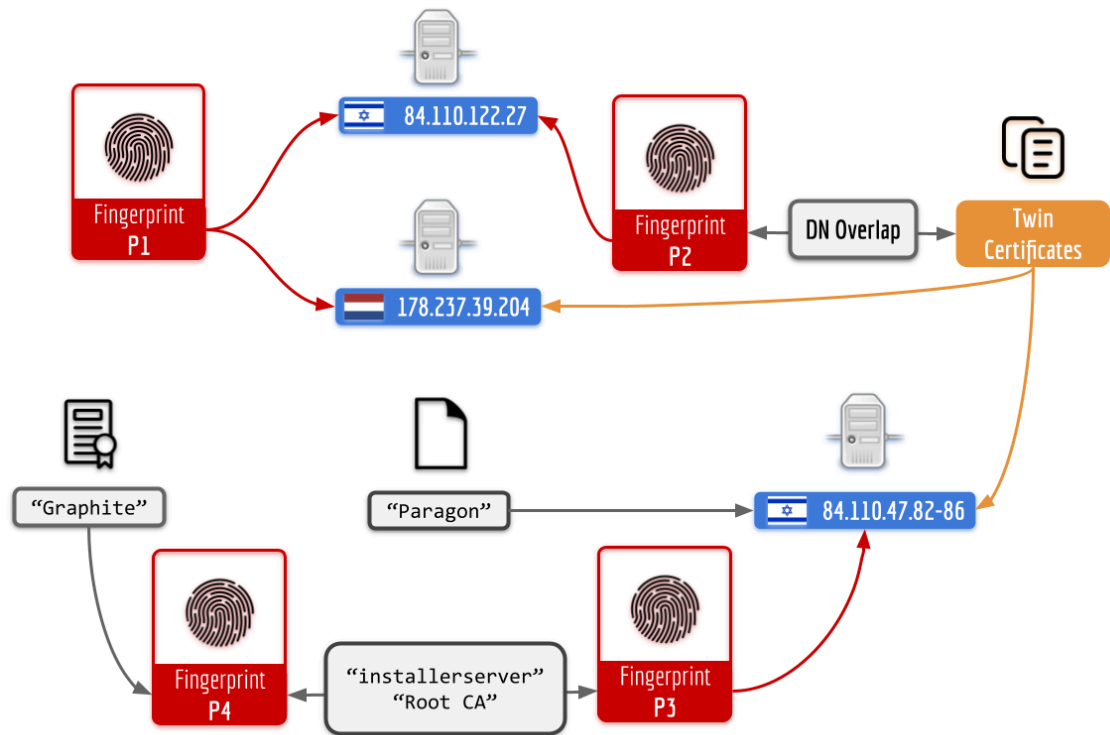 84.110.122.27
Fingerprint
P1
Fingerprint
P2
DN Overlap
Twin
Certificates
178.237.39.204
“Graphite”
“Paragon”
84.110.47.82-86
Fingerprint
P4
“installerserver”
“Root CA”
Fingerprint
P3